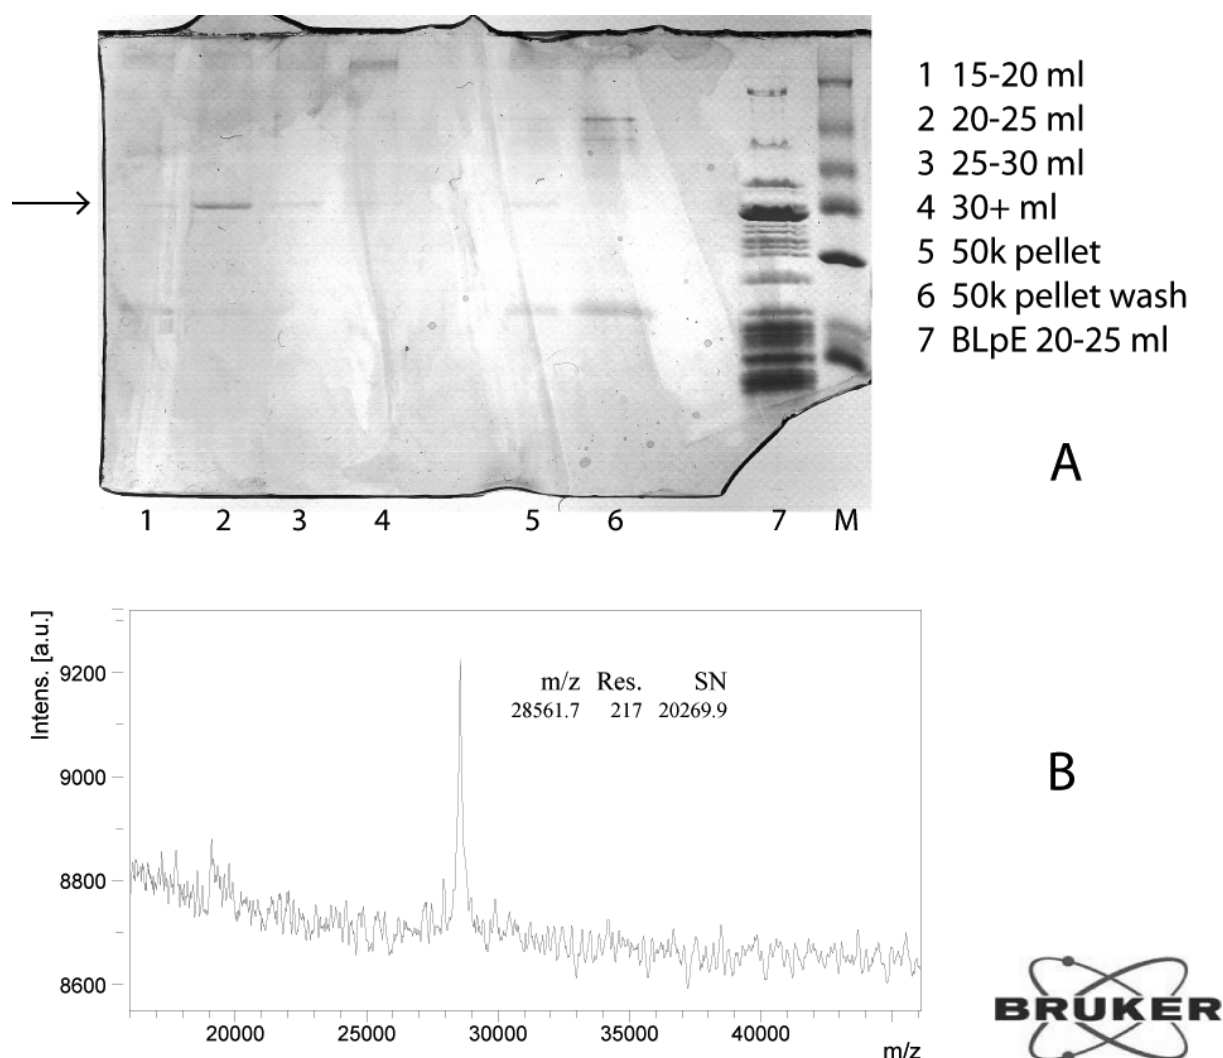 1 15-20 ml
2 20-25 ml
3 25-30 ml
4 30+ ml
5 50k pellet
6 50k pellet wash
7 BLpE 20-25 ml
A
1 2 3 4 5 6 7 M
Intens. [a.u.]
9200
9000
8800
8600
m/z Res. SN
28561.7 217 20269.9
B
20000 25000 30000 35000 40000
m/z
BRUKER